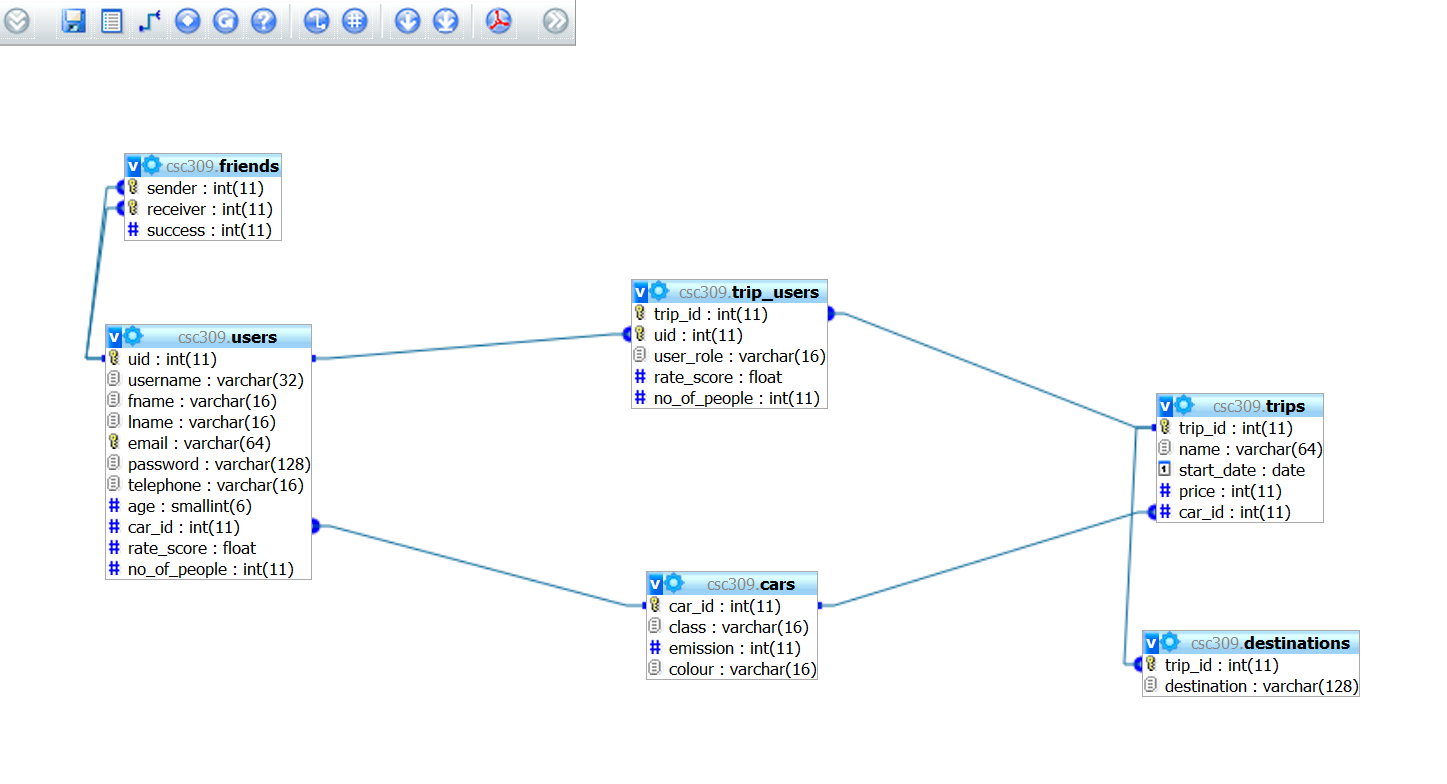 csc309.friends
sender : int(11)
receiver : int(11)
success : int(11)
csc309.users
uid : int(11)
username : varchar(32)
fname : varchar(16)
lname : varchar(16)
email : varchar(64)
password : varchar(128)
telephone : varchar(16)
age : smallint(6)
car_id : int(11)
rate_score : float
no_of_people : int(11)
csc309.trip_users
trip_id : int(11)
uid : int(11)
user_role : varchar(16)
rate_score : float
no_of_people : int(11)
csc309.cars
car_id : int(11)
class : varchar(16)
emission : int(11)
colour : varchar(16)
csc309.trips
trip_id : int(11)
name : varchar(64)
start_date : date
price : int(11)
car_id : int(11)
csc309.destinations
trip_id : int(11)
destination : varchar(128)